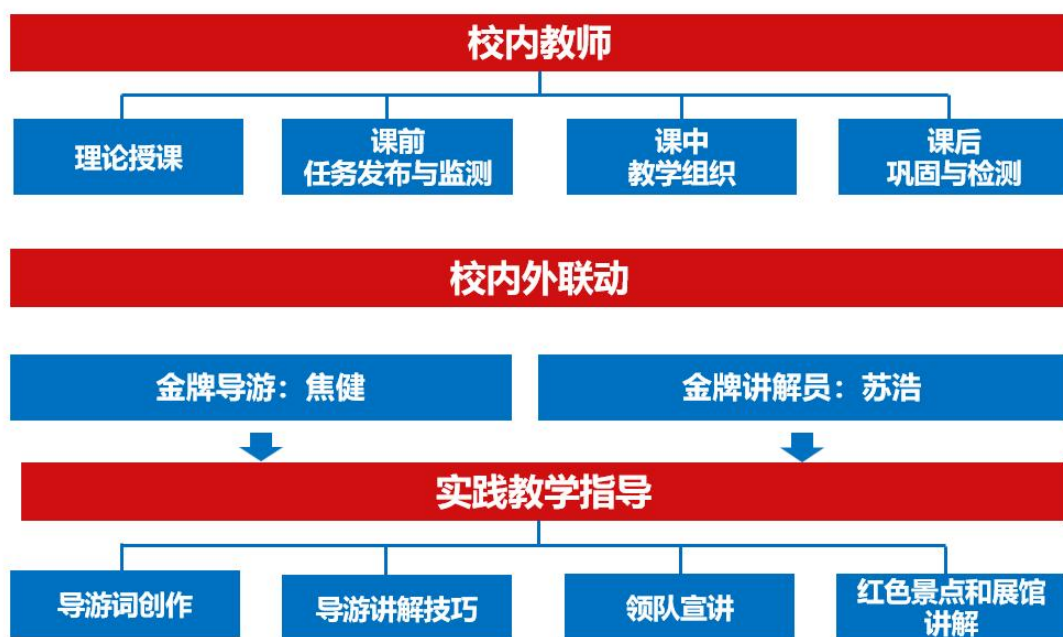 校内教师
理论授课
课前
任务发布与监测
课中
教学组织
课后
巩固与检测
校内外联动
金牌导游：焦健
金牌讲解员：苏浩
实践教学指导
导游词创作
导游讲解技巧
领队宣讲
红色景点和展馆
讲解